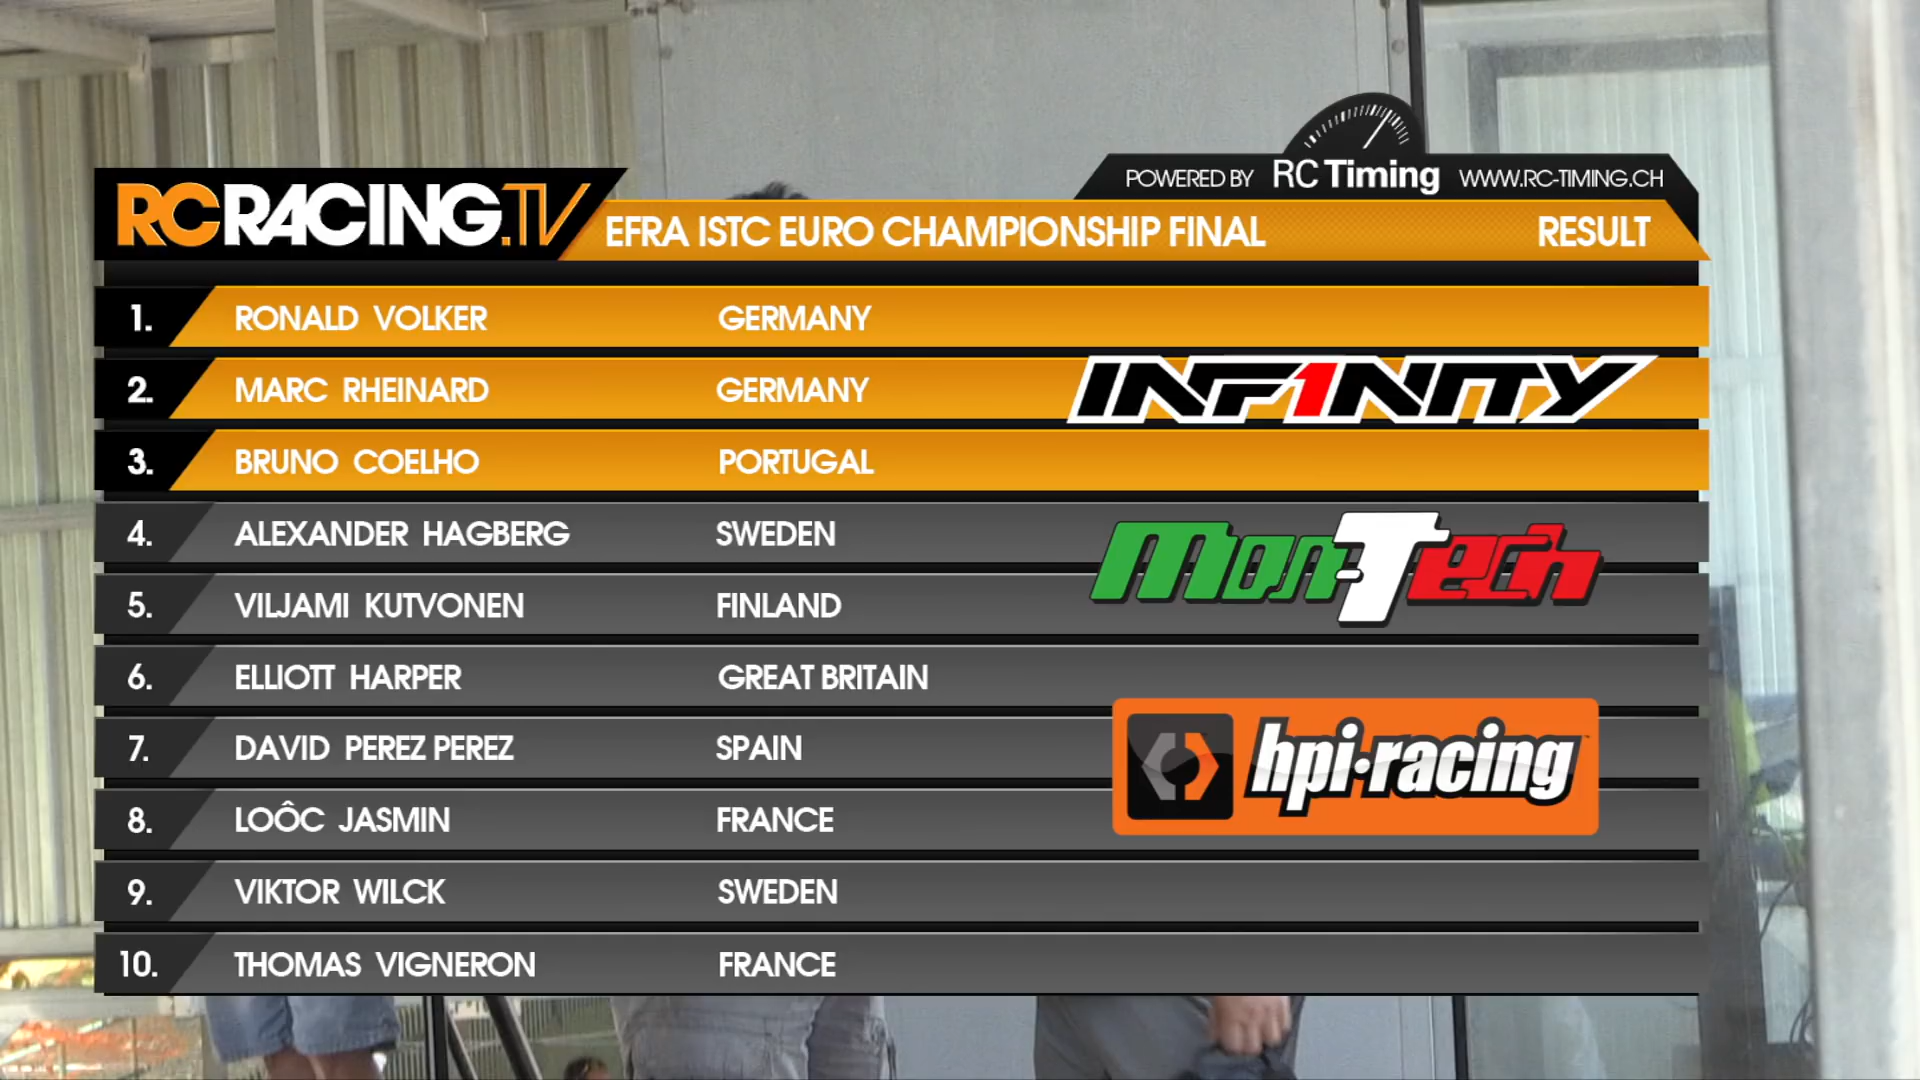 POWERED BY RC Timing WWW.RC-TIMING.CH
RCRACING.TV
EFRA ISTC EURO CHAMPIONSHIP FINAL RESULT
1. RONALD VOLKER GERMANY
2. MARC RHEINARD GERMANY
INF1NITY
3. BRUNO COELHO PORTUGAL
4. ALEXANDER HAGBERG SWEDEN
Mon-Tech
5. VILJAMI KUTVONEN FINLAND
6. ELLIOTT HARPER GREAT BRITAIN
7. DAVID PEREZ PEREZ SPAIN
hpi·racing
8. LOÔC JASMIN FRANCE
9. VIKTOR WILCK SWEDEN
10. THOMAS VIGNERON FRANCE